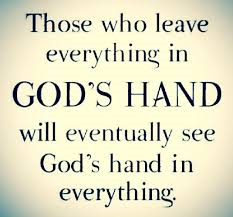 Those who leave
everything in
GOD'S HAND
will eventually see
God's hand in
everything.